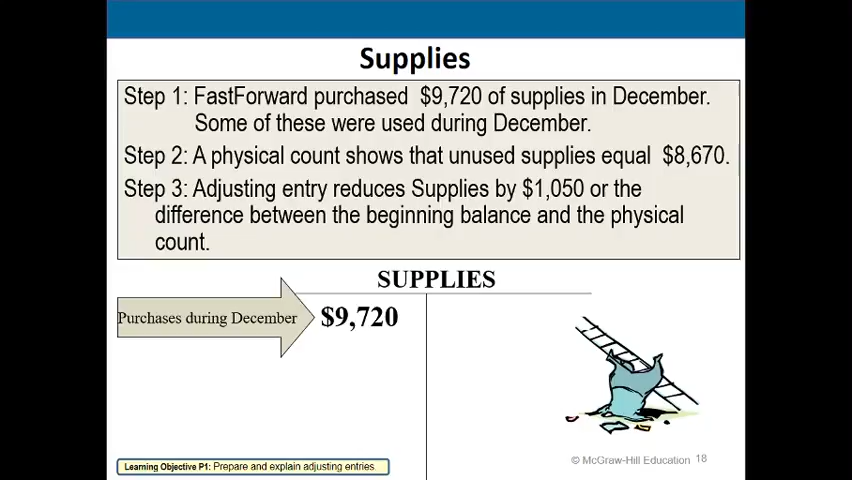 Supplies
Step 1: FastForward purchased $9,720 of supplies in December.
Some of these were used during December.
Step 2: A physical count shows that unused supplies equal $8,670.
Step 3: Adjusting entry reduces Supplies by $1,050 or the
difference between the beginning balance and the physical
count.
SUPPLIES
Purchases during December $9,720
Learning Objective P1: Prepare and explain adjusting entries.
© McGraw-Hill Education 18